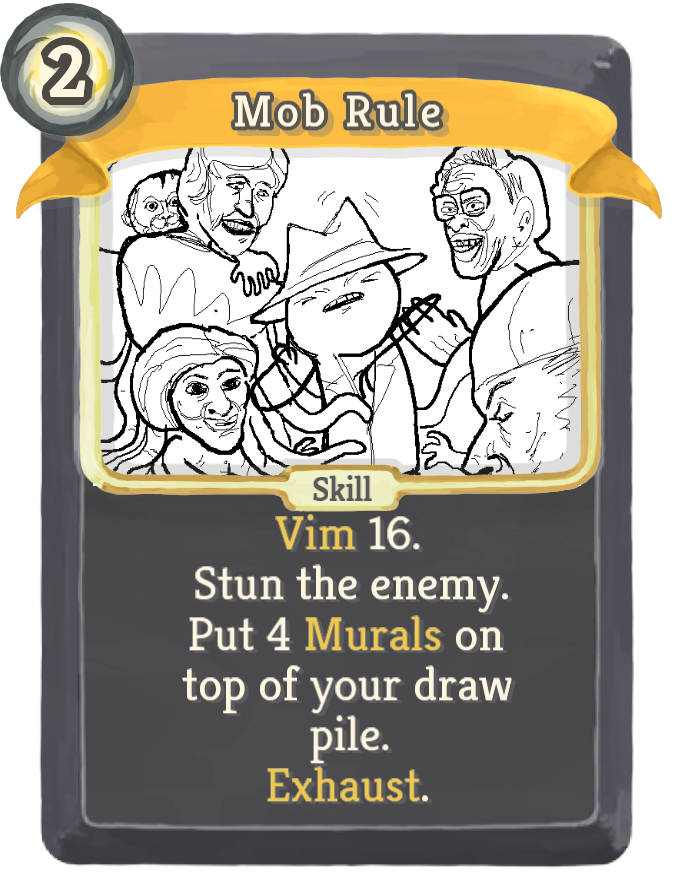 2
Mob Rule
Skill
Vim 16.
Stun the enemy.
Put 4 Murals on
top of your draw
pile.
Exhaust.